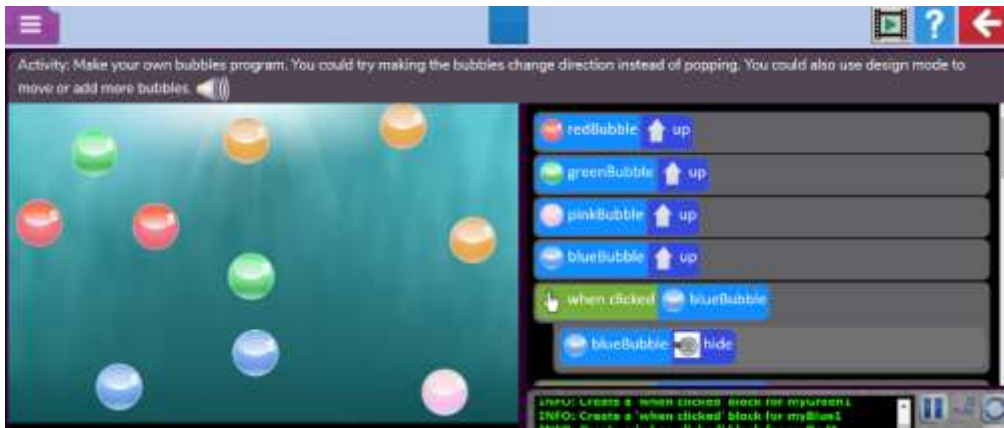 Activity: Make your own bubbles program. You could try making the bubbles change direction instead of popping. You could also use design mode to
move or add more bubbles.
redBubble up
greenBubble up
pinkBubble up
blueBubble up
when clicked blueBubble
blueBubble hide
INFO: Create a 'when clicked' block for myGreen1
INFO: Create a 'when clicked' block for myBlue1